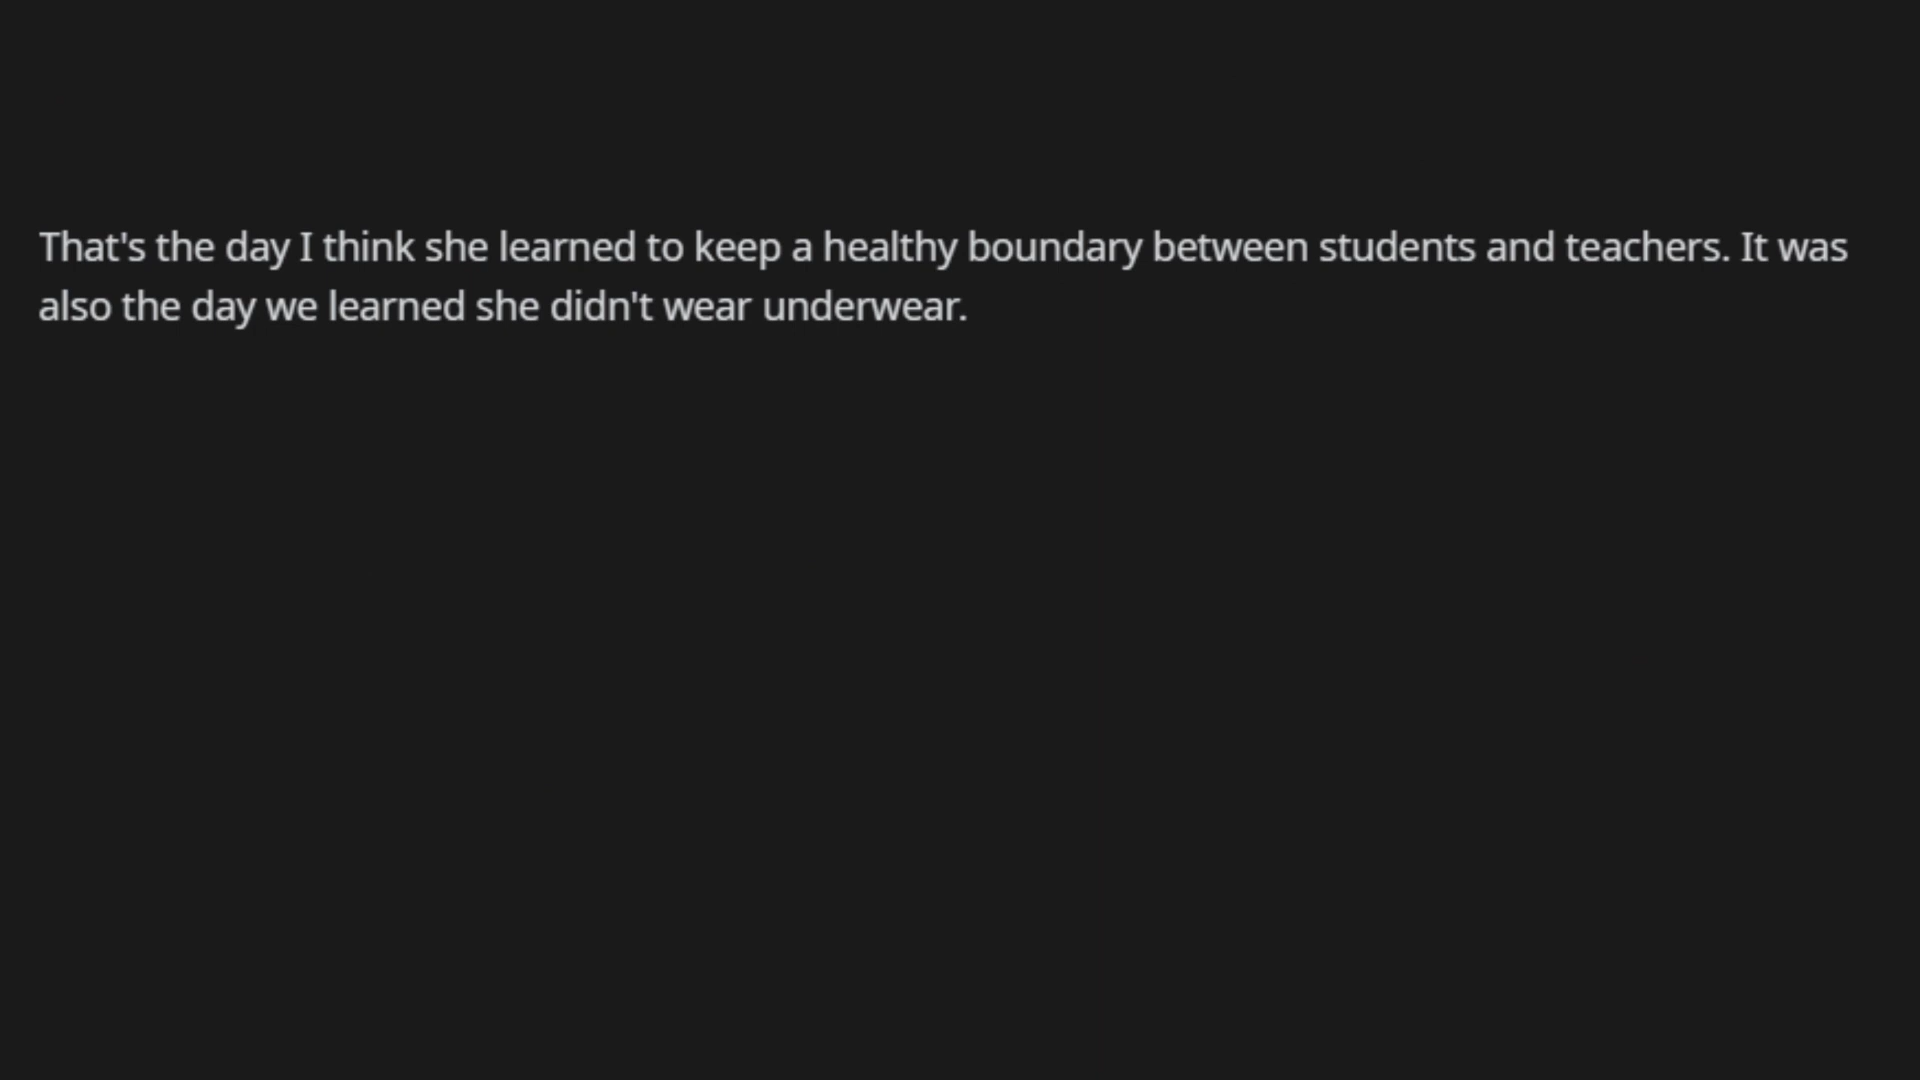 That's the day I think she learned to keep a healthy boundary between students and teachers. It was
also the day we learned she didn't wear underwear.